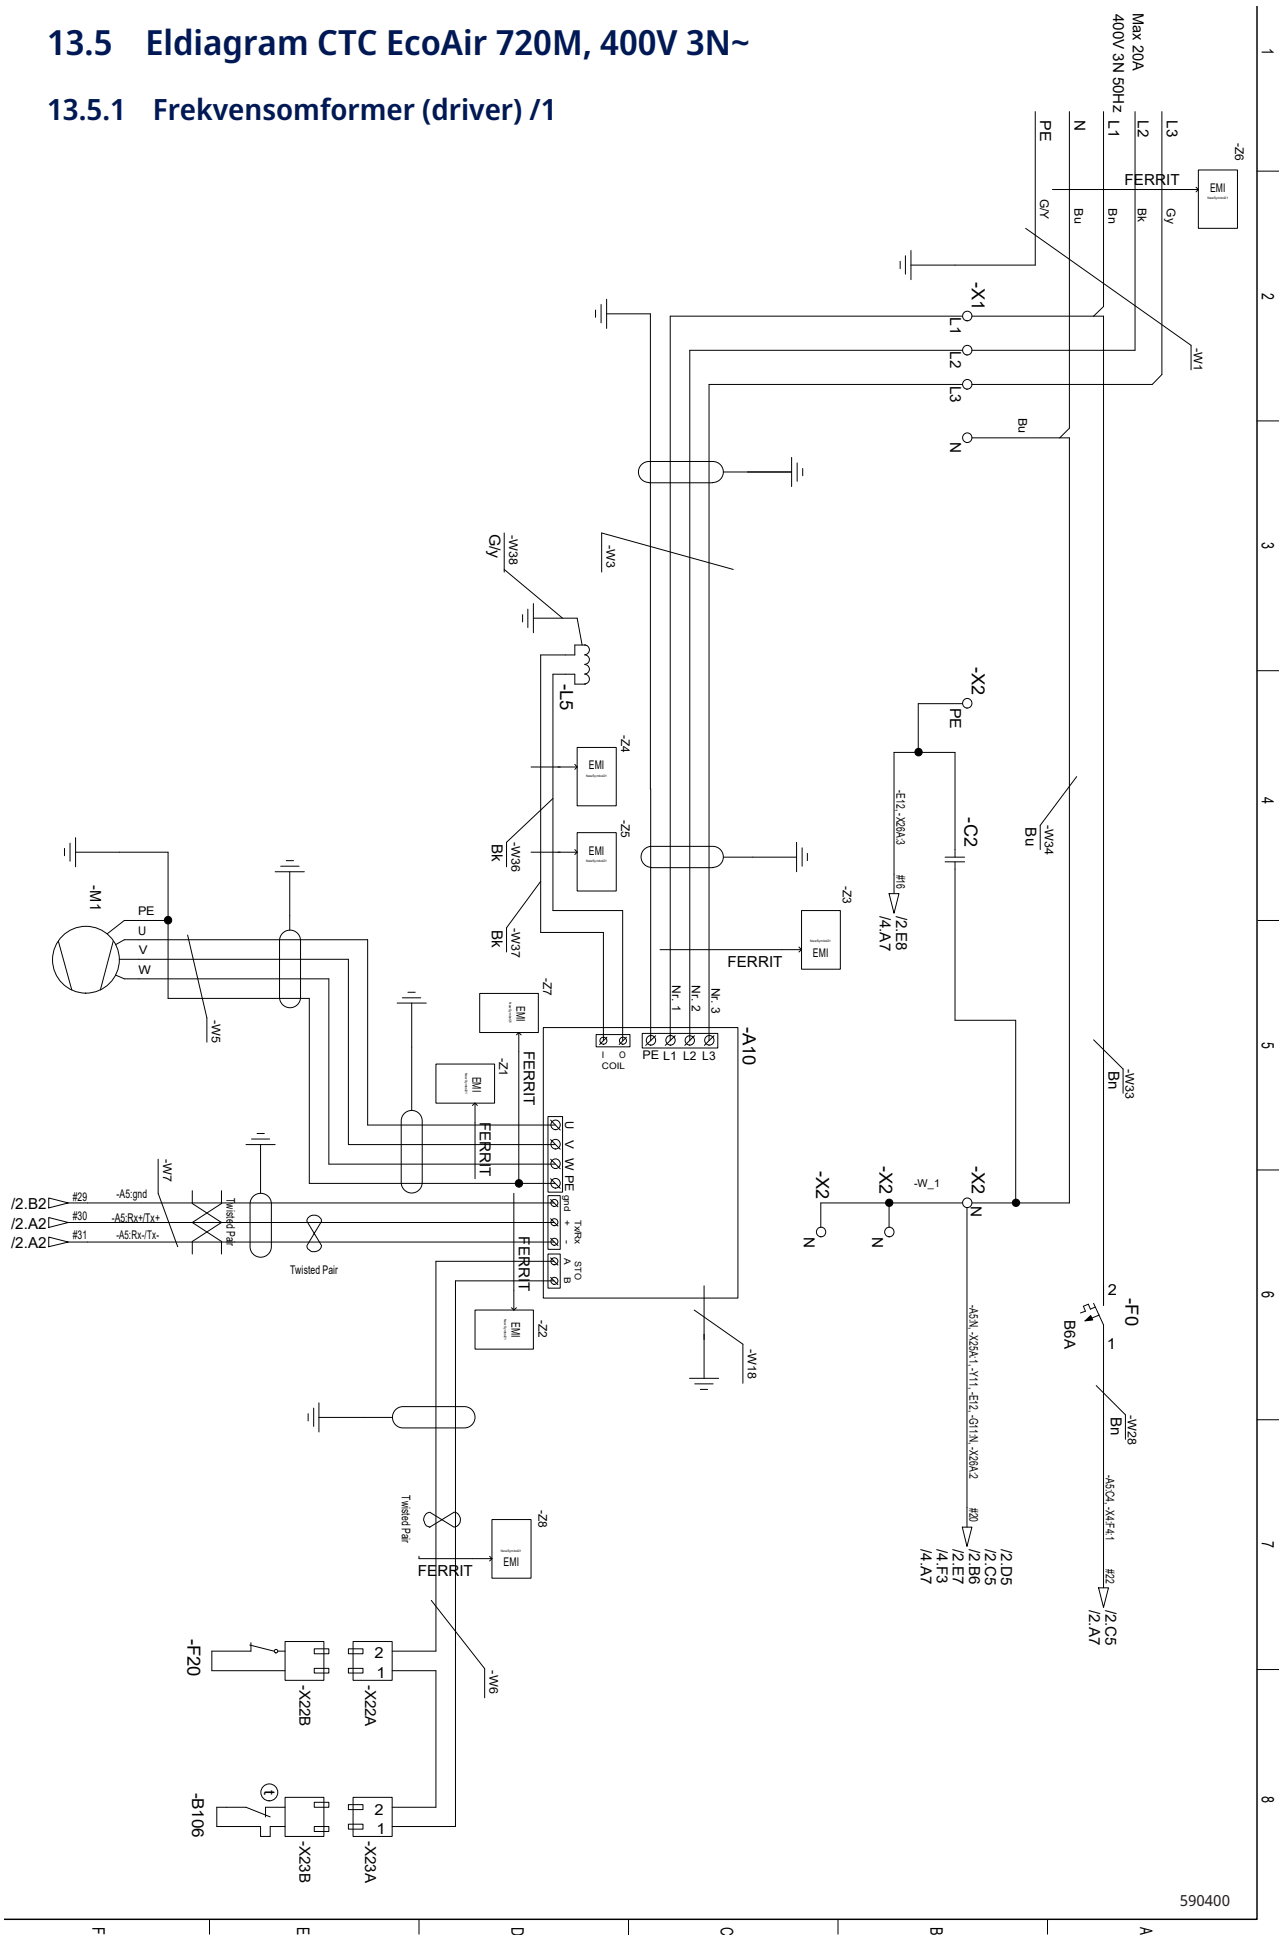 13.5 Eldiagram CTC EcoAir 720M, 400V 3N~
13.5.1 Frekvensomformer (driver) /1
Max 20A
400V 3N 50Hz
PE
N
L1
L2
L3
-Z6
EMI
FERRIT
G/Y
Bu
Bn
Bk
Gy
1
2
3
4
5
6
7
8
-X1
L1
L2
L3
N
Bu
-W1
-W3
-W38
G/y
-L5
-Z4
EMI
-Z5
EMI
-W36
Bk
-W37
Bk
-X2
PE
-C2
-E12,-X26A:3
#16
/2.E8
/4.A7
-W34
Bu
-Z3
EMI
FERRIT
Nr. 1
Nr. 2
Nr. 3
-M1
PE
U
V
W
-W5
-Z7
EMI
FERRIT
-Z1
EMI
FERRIT
-A10
I O
COIL
PE L1 L2 L3
U
V
W
PE
gnd
+
-
Tx/Rx
A
B
STO
-W33
Bn
-W7
/2.B2
#29
-A5:gnd
/2.A2
#30
-A5:Rx+/Tx+
/2.A2
#31
-A5:Rx-/Tx-
Twisted Par
Twisted Pair
FERRIT
-Z2
EMI
-W18
-X2
N
-X2
N
-W_1
-X2
N
-A5:N, -X25A:1, -Y11, -E12, -G11:N, -X26A:2
#20
/2.D5
/2.C5
/2.B6
/2.E7
/4.F3
/4.A7
2
-F0
1
B6A
-W28
Bn
-A5:C4, -X4:F4:1
#22
/2.C5
/2.A7
Twisted Pair
-Z8
EMI
FERRIT
-W6
-F20
-X22B
2
1
-X22A
-B106
t
-X23B
2
1
-X23A
590400
F
E
D
C
B
A